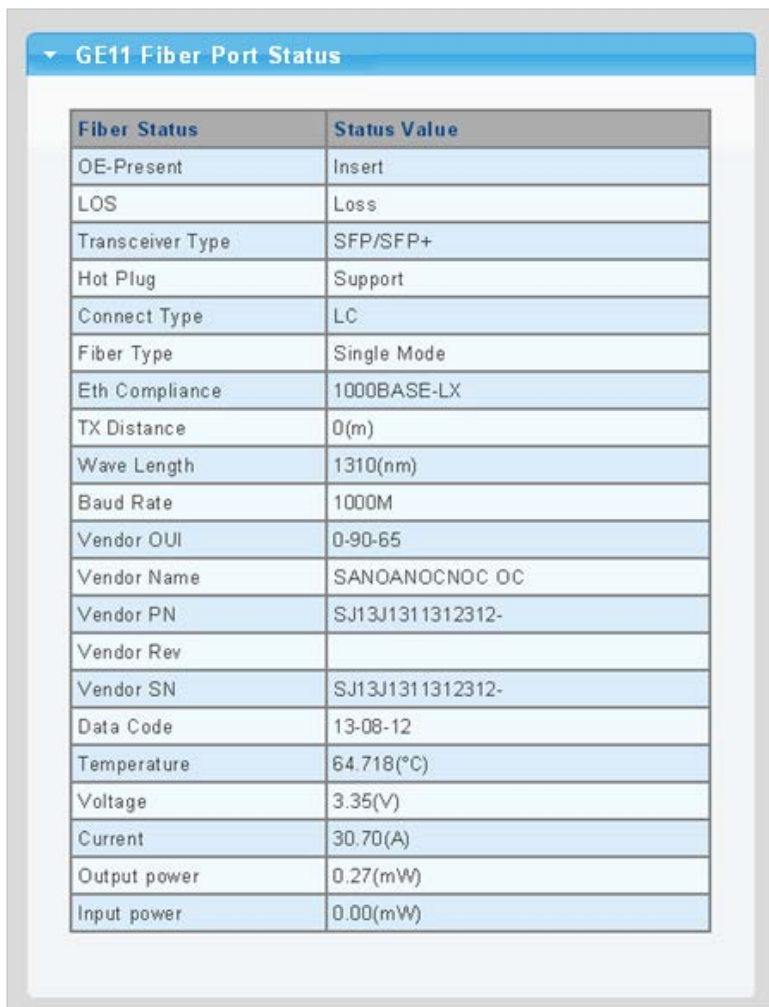 GE11 Fiber Port Status
Fiber Status Status Value
OE-Present Insert
LOS Loss
Transceiver Type SFP/SFP+
Hot Plug Support
Connect Type LC
Fiber Type Single Mode
Eth Compliance 1000BASE-LX
TX Distance 0(m)
Wave Length 1310(nm)
Baud Rate 1000M
Vendor OUI 0-90-65
Vendor Name SANOANOCNOC OC
Vendor PN SJ13J1311312312-
Vendor Rev
Vendor SN SJ13J1311312312-
Data Code 13-08-12
Temperature 64.718(°C)
Voltage 3.35(V)
Current 30.70(A)
Output power 0.27(mW)
Input power 0.00(mW)